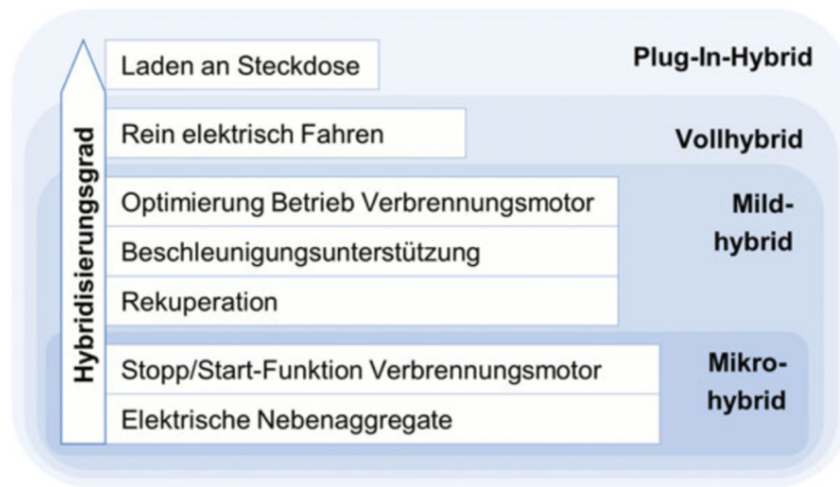 Laden an Steckdose
Plug-In-Hybrid
Rein elektrisch Fahren
Vollhybrid
Optimierung Betrieb Verbrennungsmotor
Mild-
hybrid
Beschleunigungsunterstützung
Rekuperation
Stopp/Start-Funktion Verbrennungsmotor
Mikro-
hybrid
Elektrische Nebenaggregate
Hybridisierungsgrad